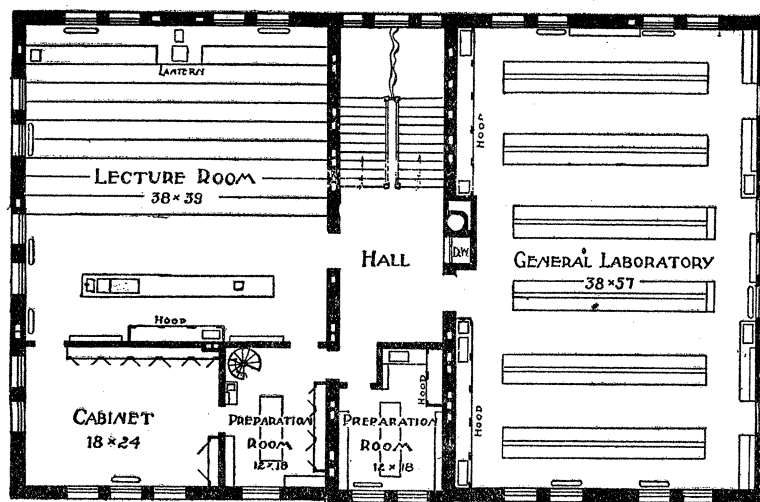 LANTERN
LECTURE ROOM
38×39
HOOD
HALL
D.W.
GENERAL LABORATORY
38×57
HOOD
CABINET
18×24
PREPARATION
ROOM
12×18
PREPARATION
ROOM
12×18
HOOD
HOOD